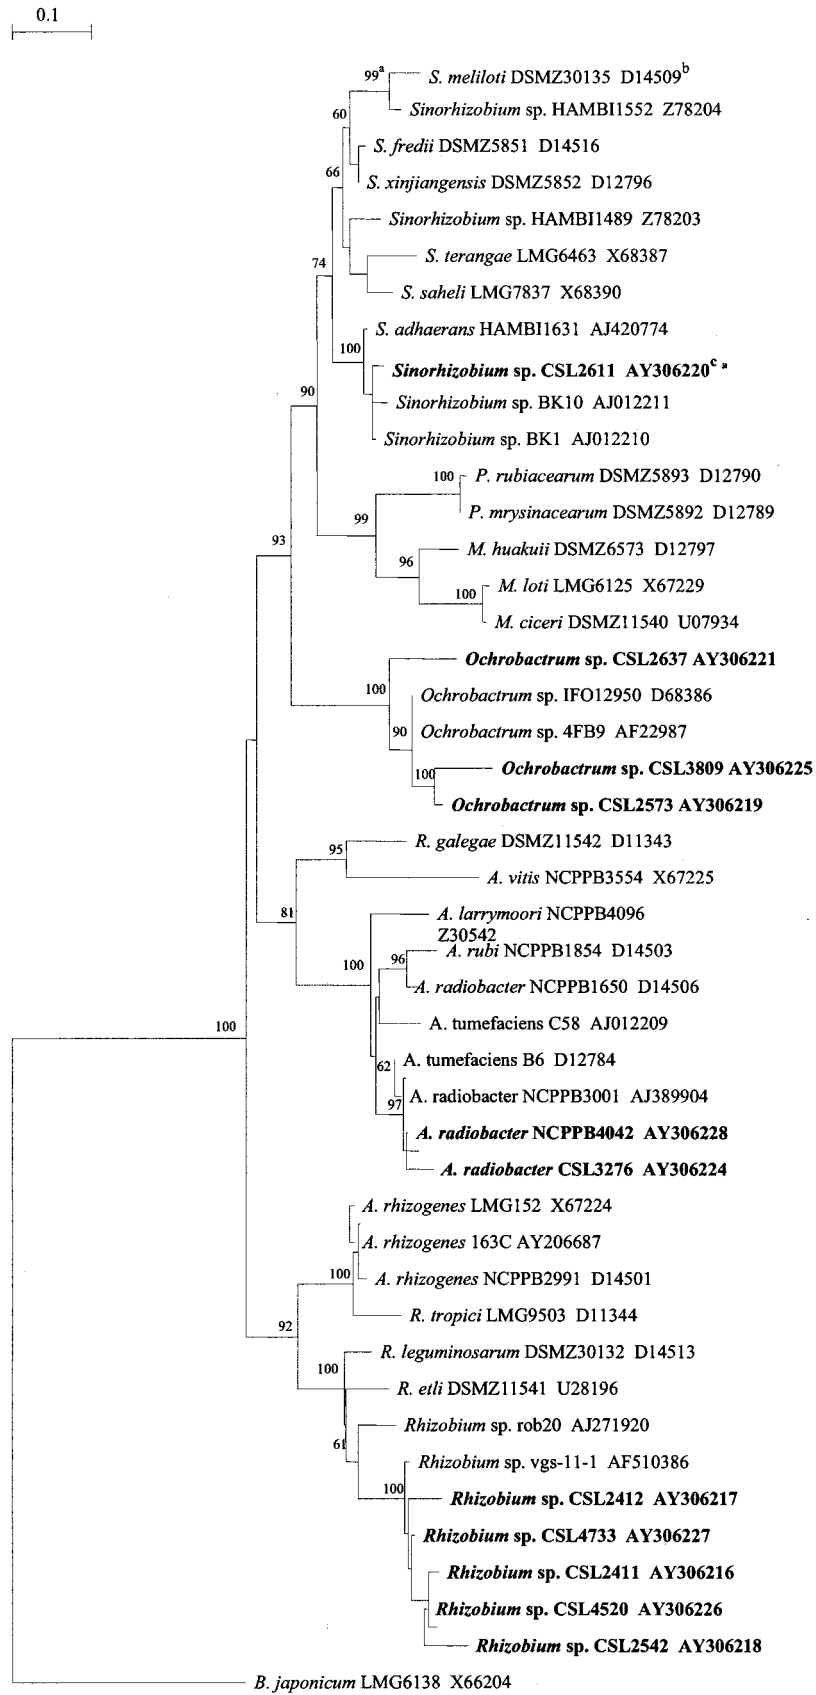 0.1
99a S. meliloti DSMZ30135 D14509b
Sinorhizobium sp. HAMBI1552 Z78204
60
S. fredii DSMZ5851 D14516
66
S. xinjiangensis DSMZ5852 D12796
Sinorhizobium sp. HAMBI1489 Z78203
S. terangae LMG6463 X68387
74
S. saheli LMG7837 X68390
S. adhaerans HAMBI1631 AJ420774
100
Sinorhizobium sp. CSL2611 AY306220c a
90
Sinorhizobium sp. BK10 AJ012211
Sinorhizobium sp. BK1 AJ012210
100 P. rubiacearum DSMZ5893 D12790
99
P. mrysinacearum DSMZ5892 D12789
93
M. huakuii DSMZ6573 D12797
96
100 M. loti LMG6125 X67229
M. ciceri DSMZ11540 U07934
Ochrobactrum sp. CSL2637 AY306221
100
Ochrobactrum sp. IFO12950 D68386
90 Ochrobactrum sp. 4FB9 AF22987
Ochrobactrum sp. CSL3809 AY306225
100
Ochrobactrum sp. CSL2573 AY306219
R. galegae DSMZ11542 D11343
95
A. vitis NCPPB3554 X67225
81
A. larrymoori NCPPB4096
Z30542
A. rubi NCPPB1854 D14503
100 96
A. radiobacter NCPPB1650 D14506
100
A. tumefaciens C58 AJ012209
A. tumefaciens B6 D12784
62
A. radiobacter NCPPB3001 AJ389904
97
A. radiobacter NCPPB4042 AY306228
A. radiobacter CSL3276 AY306224
A. rhizogenes LMG152 X67224
A. rhizogenes 163C AY206687
100 A. rhizogenes NCPPB2991 D14501
R. tropici LMG9503 D11344
92
R. leguminosarum DSMZ30132 D14513
100
R. etli DSMZ11541 U28196
Rhizobium sp. rob20 AJ271920
61
Rhizobium sp. vgs-11-1 AF510386
100
Rhizobium sp. CSL2412 AY306217
Rhizobium sp. CSL4733 AY306227
Rhizobium sp. CSL2411 AY306216
Rhizobium sp. CSL4520 AY306226
Rhizobium sp. CSL2542 AY306218
B. japonicum LMG6138 X66204